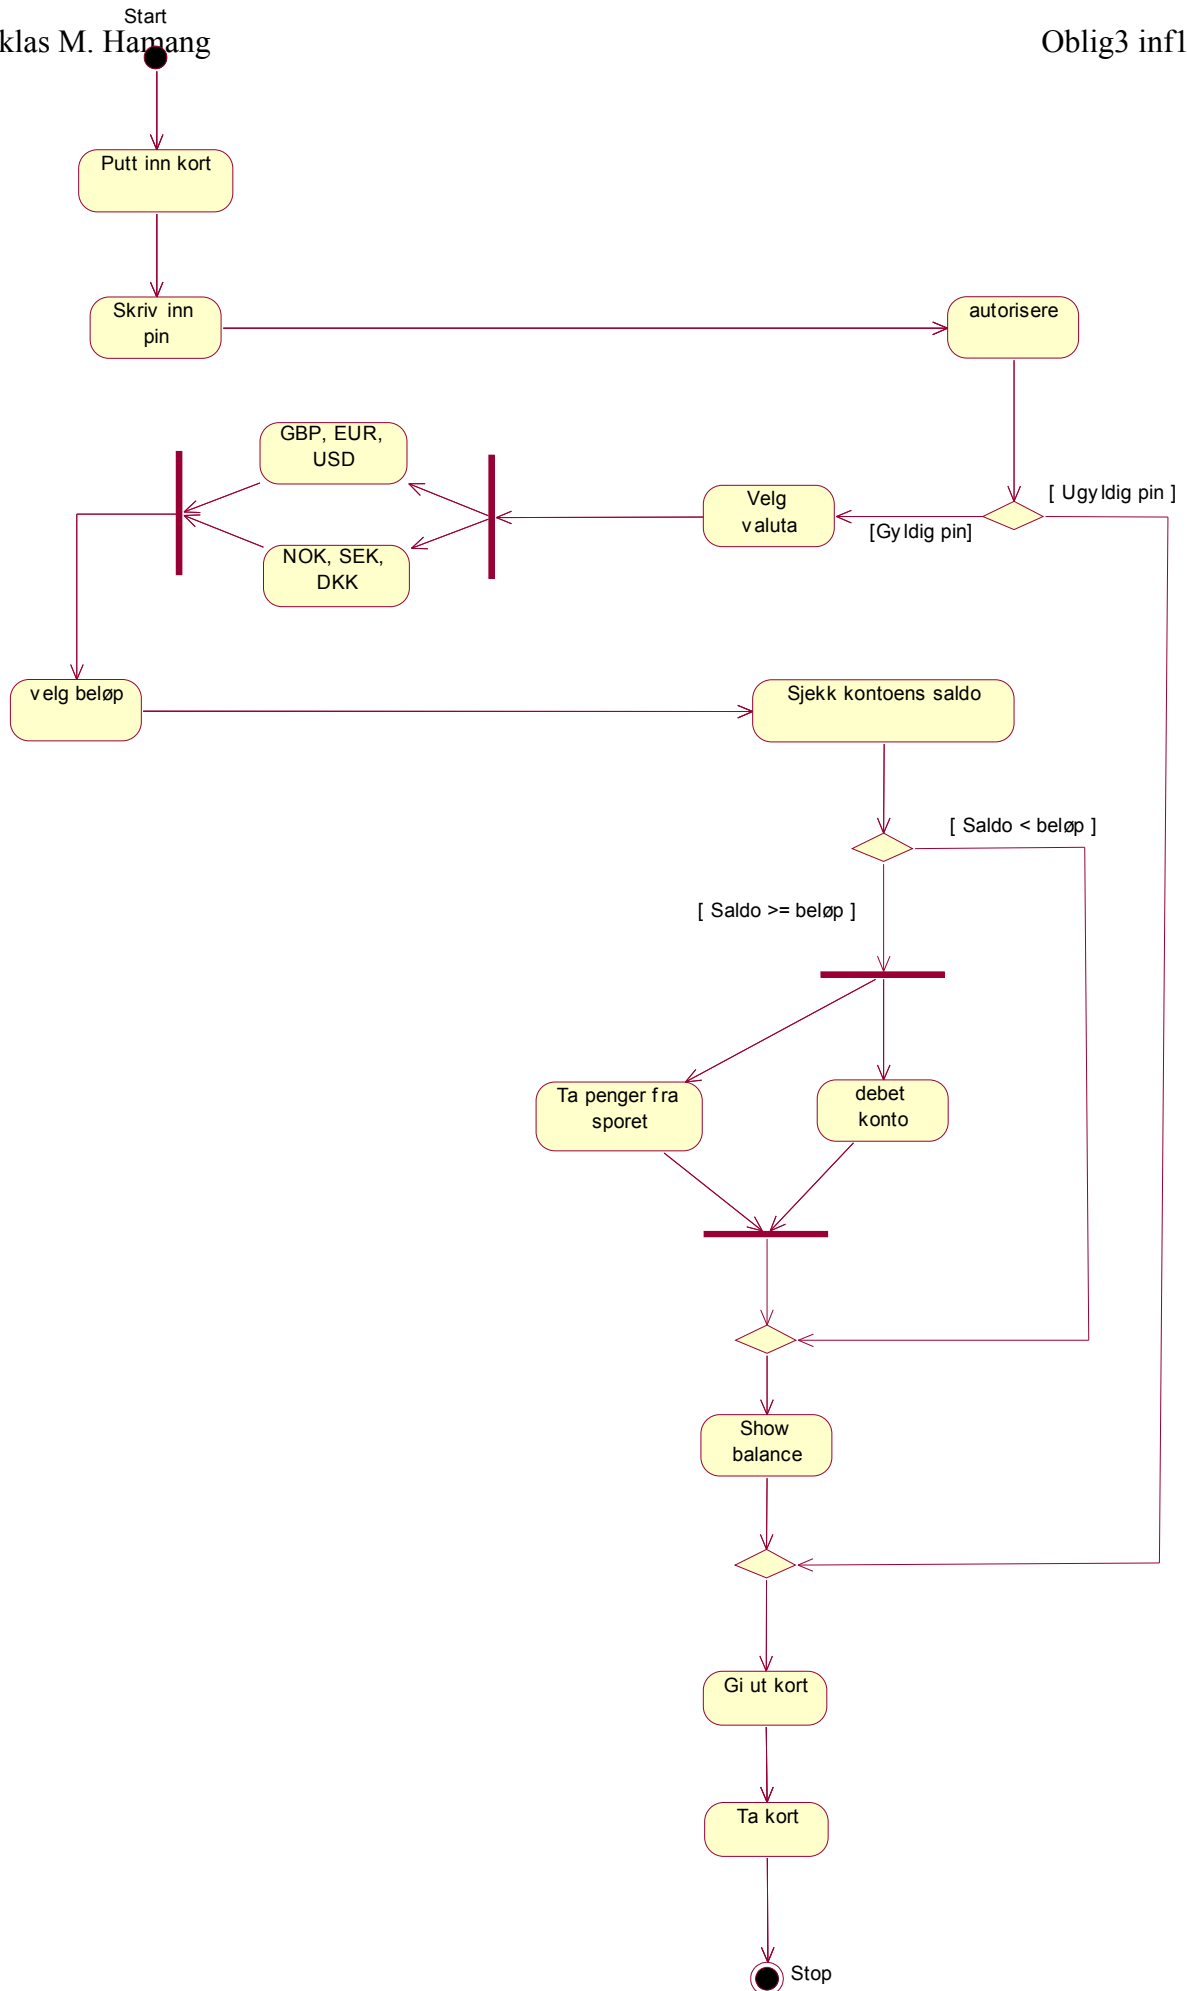 Start
klas M. Hamang
Oblig3 inf1
Putt inn kort
Skriv inn
pin
autorisere
GBP, EUR,
USD
[ Ugyldig pin ]
Velg
valuta
[Gyldig pin]
NOK, SEK,
DKK
velg beløp
Sjekk kontoens saldo
[ Saldo < beløp ]
[ Saldo >= beløp ]
Ta penger fra
sporet
debet
konto
Show
balance
Gi ut kort
Ta kort
Stop